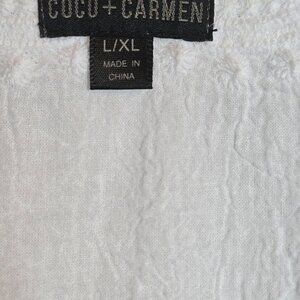 COCO + CARMEN
L/XL
MADE IN
CHINA